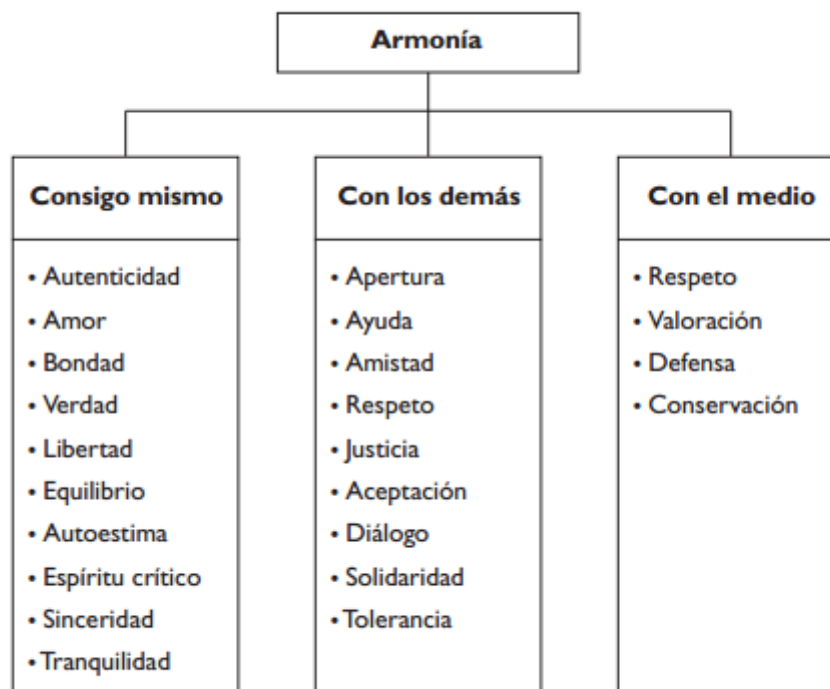 Armonía
Consigo mismo
• Autenticidad
• Amor
• Bondad
• Verdad
• Libertad
• Equilibrio
• Autoestima
• Espíritu crítico
• Sinceridad
• Tranquilidad
Con los demás
• Apertura
• Ayuda
• Amistad
• Respeto
• Justicia
• Aceptación
• Diálogo
• Solidaridad
• Tolerancia
Con el medio
• Respeto
• Valoración
• Defensa
• Conservación